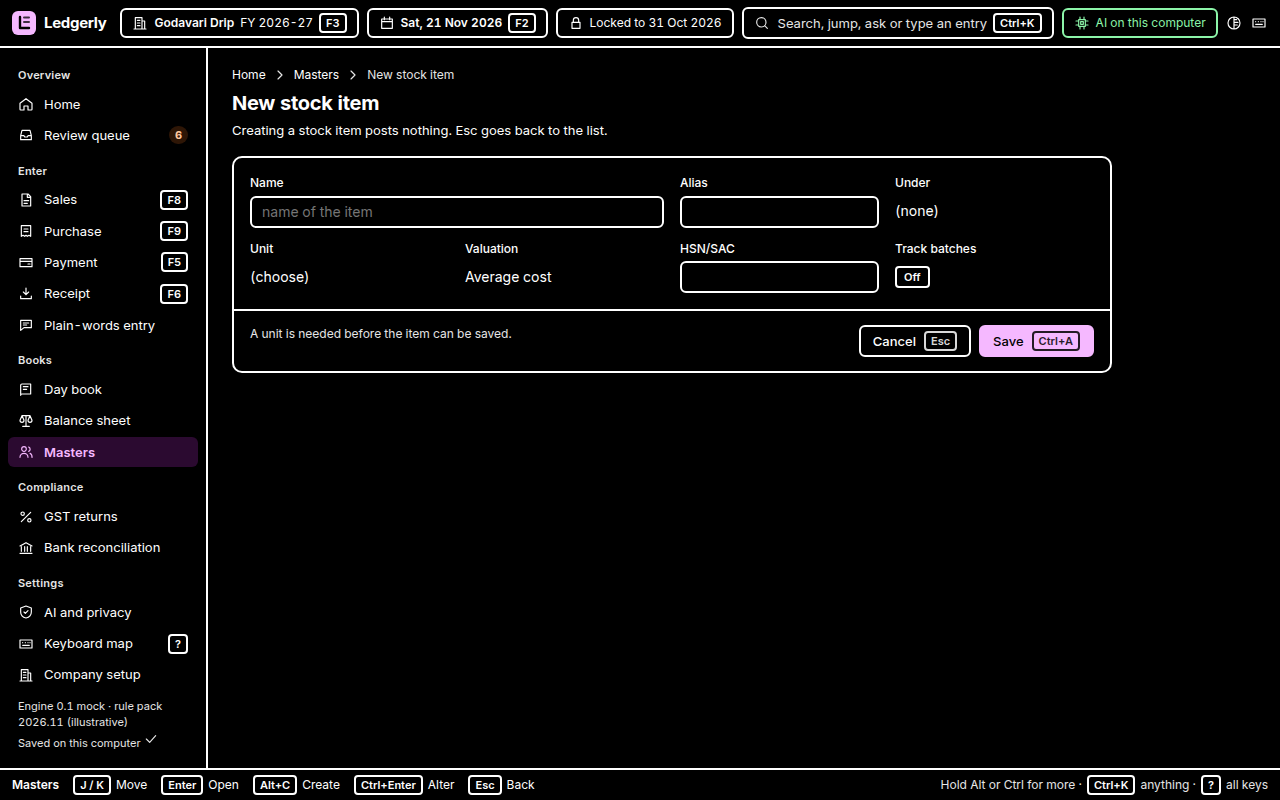 Ledgerly
Godavari Drip FY 2026-27 F3
Sat, 21 Nov 2026 F2
Locked to 31 Oct 2026
Search, jump, ask or type an entry Ctrl+K
AI on this computer
Overview
Home
Review queue 6
Enter
Sales F8
Purchase F9
Payment F5
Receipt F6
Plain-words entry
Books
Day book
Balance sheet
Masters
Compliance
GST returns
Bank reconciliation
Settings
AI and privacy
Keyboard map ?
Company setup
Engine 0.1 mock · rule pack
2026.11 (illustrative)
Saved on this computer
Home Masters New stock item
New stock item
Creating a stock item posts nothing. Esc goes back to the list.
Name Alias Under
name of the item (none)
Unit Valuation HSN/SAC Track batches
(choose) Average cost Off
A unit is needed before the item can be saved.
Cancel Esc Save Ctrl+A
Masters J / K Move Enter Open Alt+C Create Ctrl+Enter Alter Esc Back
Hold Alt or Ctrl for more · Ctrl+K anything · ? all keys